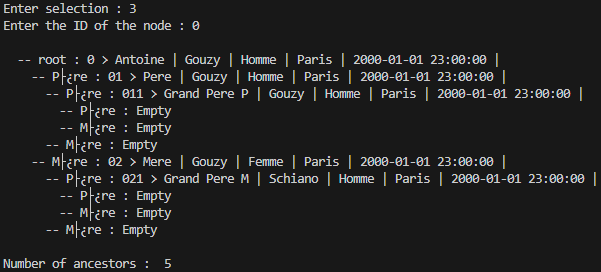 Enter selection : 3
Enter the ID of the node : 0
-- root : 0 > Antoine | Gouzy | Homme | Paris | 2000-01-01 23:00:00 |
-- P├¿re : 01 > Pere | Gouzy | Homme | Paris | 2000-01-01 23:00:00 |
-- P├¿re : 011 > Grand Pere P | Gouzy | Homme | Paris | 2000-01-01 23:00:00 |
-- P├¿re : Empty
-- M├¿re : Empty
-- M├¿re : Empty
-- M├¿re : 02 > Mere | Gouzy | Femme | Paris | 2000-01-01 23:00:00 |
-- P├¿re : 021 > Grand Pere M | Schiano | Homme | Paris | 2000-01-01 23:00:00 |
-- P├¿re : Empty
-- M├¿re : Empty
-- M├¿re : Empty
Number of ancestors :  5